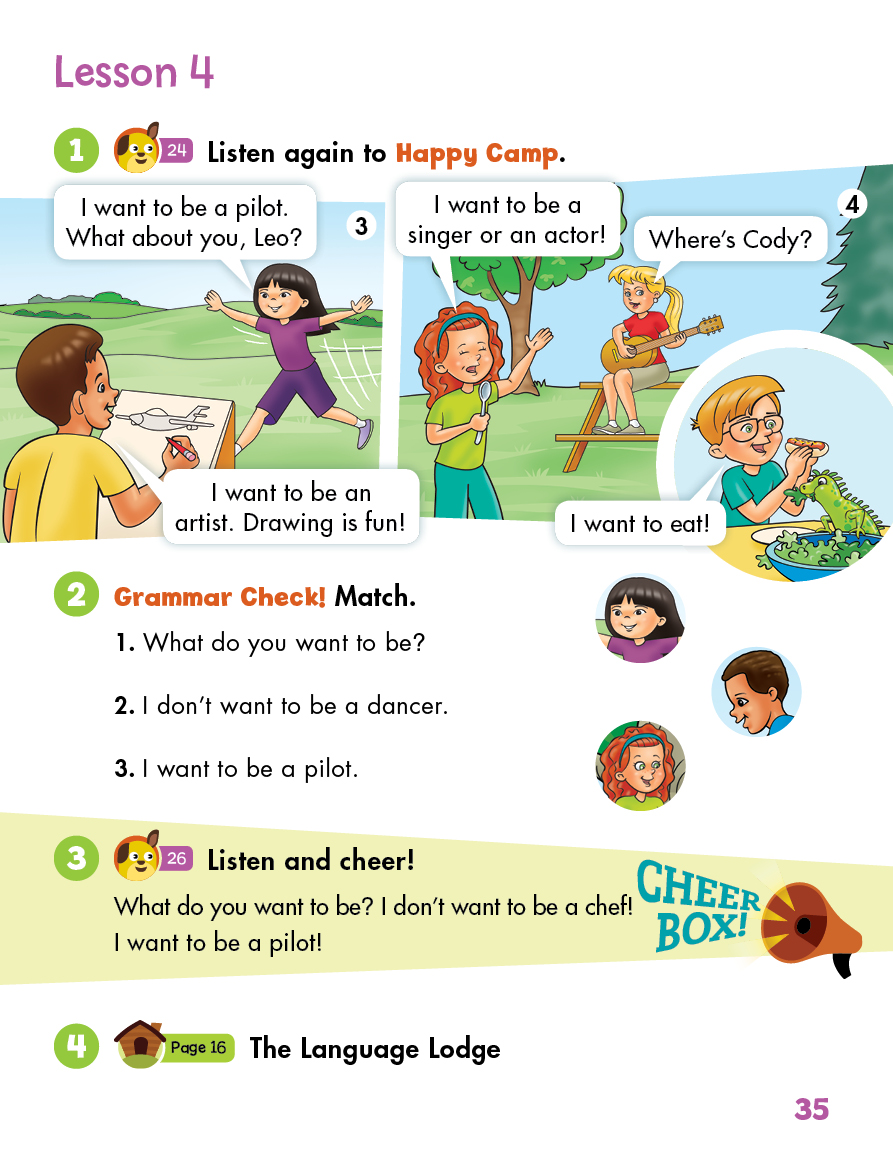 Lesson 4
1 24 Listen again to Happy Camp.
I want to be a pilot.
What about you, Leo?
3
I want to be an
artist. Drawing is fun!
I want to be a
singer or an actor!
Where's Cody?
4
I want to eat!
2 Grammar Check! Match.
1. What do you want to be?
2. I don't want to be a dancer.
3. I want to be a pilot.
3 26 Listen and cheer!
What do you want to be? I don't want to be a chef!
I want to be a pilot!
CHEER
BOX!
4 Page 16 The Language Lodge
35